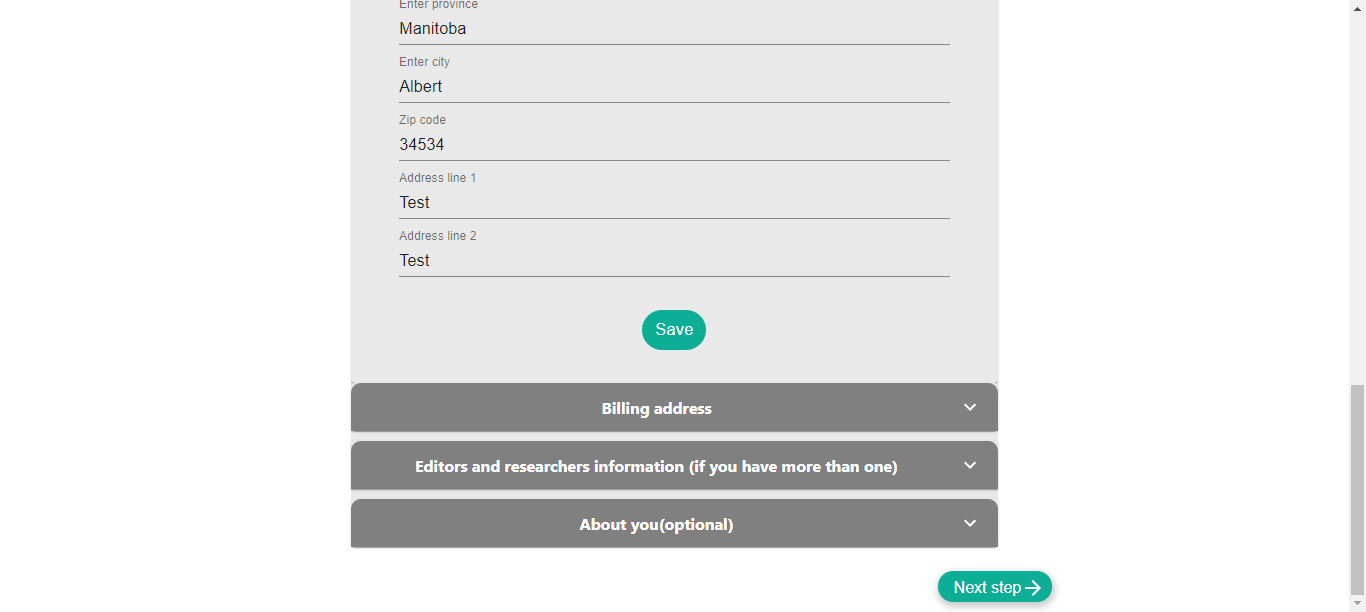 Enter province
Manitoba
Enter city
Albert
Zip code
34534
Address line 1
Test
Address line 2
Test
Save
Billing address
Editors and researchers information (if you have more than one)
About you(optional)
Next step